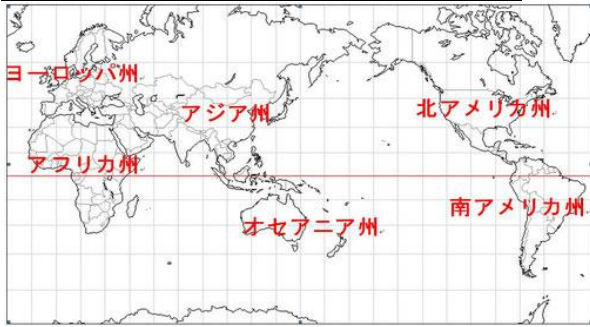 ヨーロッパ州
アジア州
北アメリカ州
アフリカ州
南アメリカ州
オセアニア州